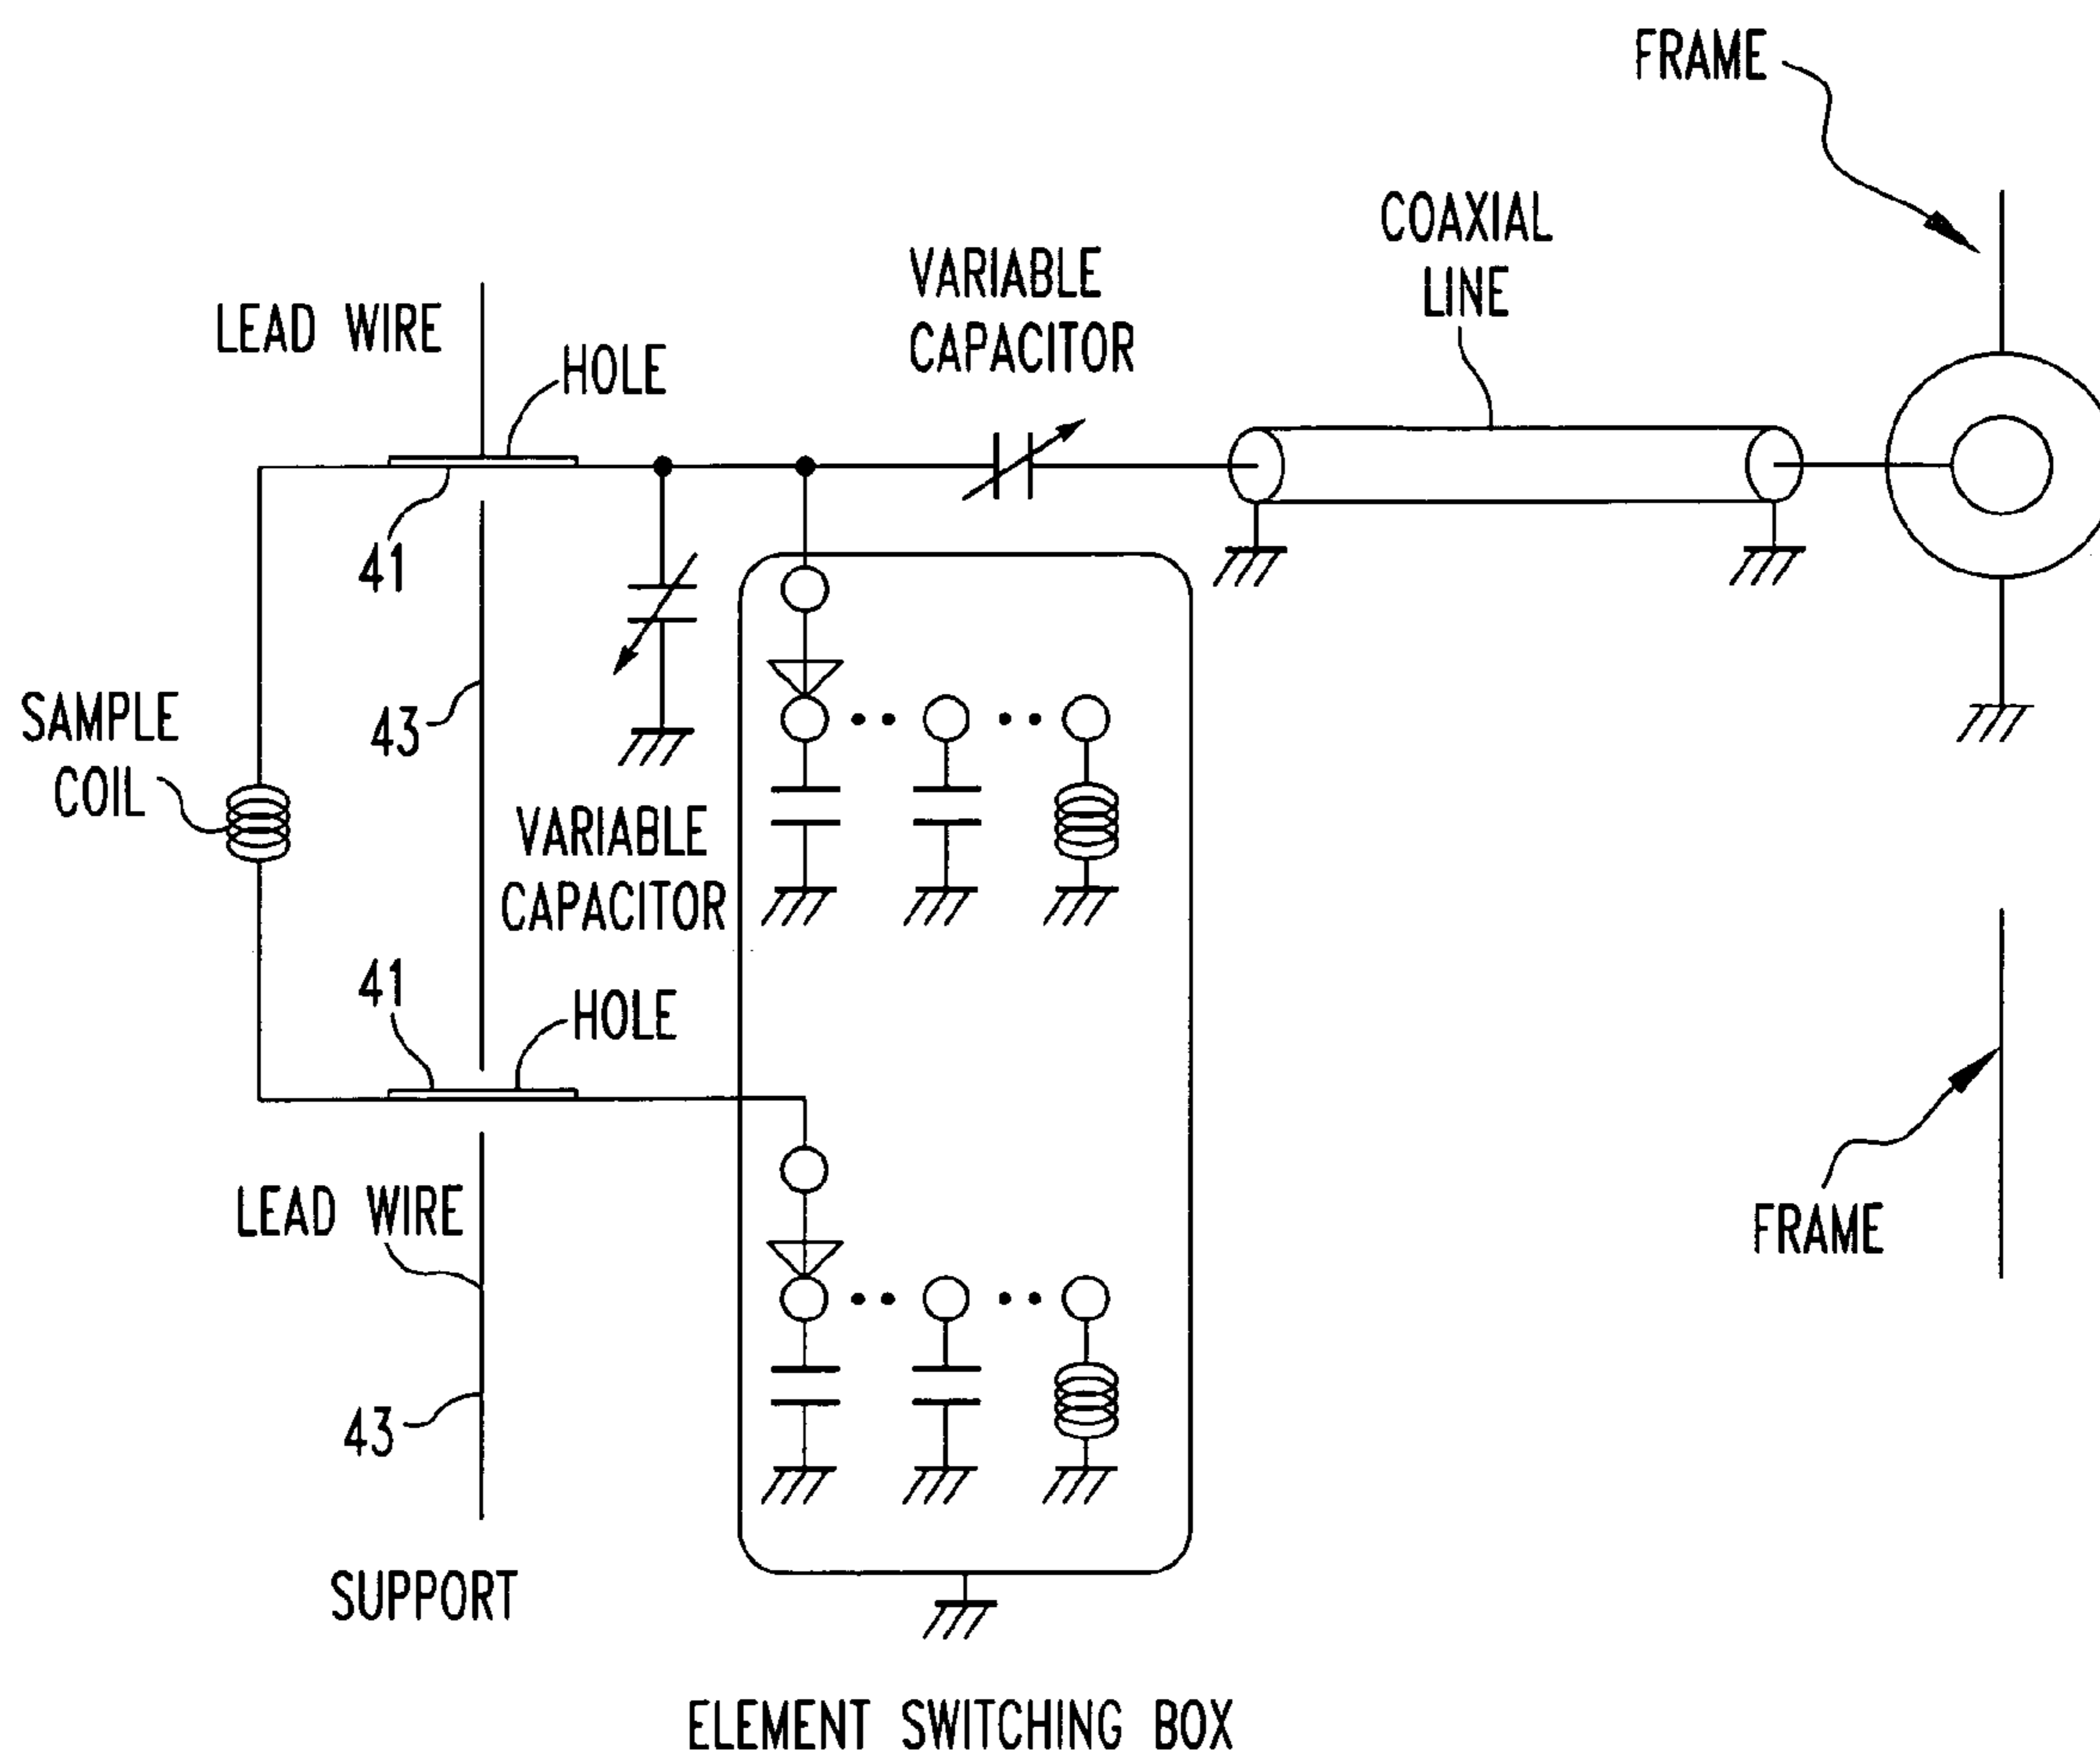 FRAME
COAXIAL
LINE
VARIABLE
CAPACITOR
LEAD WIRE
HOLE
41
43
SAMPLE
COIL
VARIABLE
CAPACITOR
41
HOLE
LEAD WIRE
FRAME
43
SUPPORT
ELEMENT SWITCHING BOX